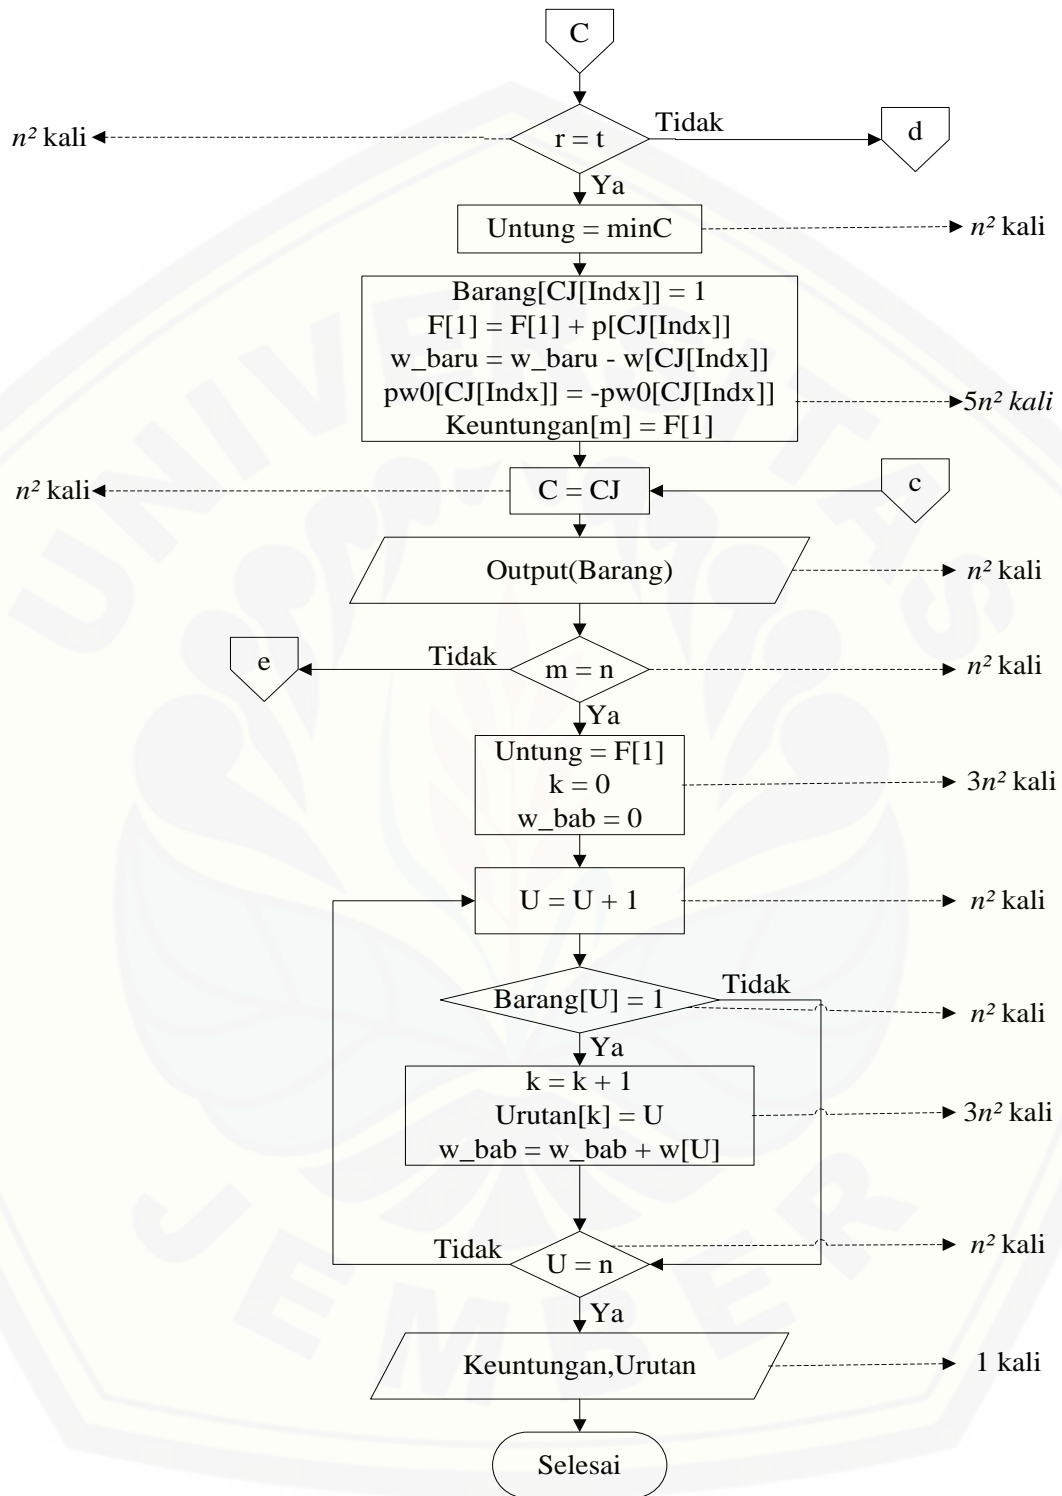 C
n² kali
r = t
Tidak
d
Ya
Untung = minC
n² kali
Barang[CJ[Indx]] = 1
F[1] = F[1] + p[CJ[Indx]]
w_baru = w_baru - w[CJ[Indx]]
pw0[CJ[Indx]] = -pw0[CJ[Indx]]
Keuntungan[m] = F[1]
5n² kali
n² kali
C = CJ
c
Output(Barang)
n² kali
e
Tidak
m = n
n² kali
Ya
Untung = F[1]
k = 0
w_bab = 0
3n² kali
U = U + 1
n² kali
Barang[U] = 1
Tidak
n² kali
Ya
k = k + 1
Urutan[k] = U
w_bab = w_bab + w[U]
3n² kali
Tidak
U = n
n² kali
Ya
Keuntungan,Urutan
1 kali
Selesai
UNIVERSITAS
JEMBER